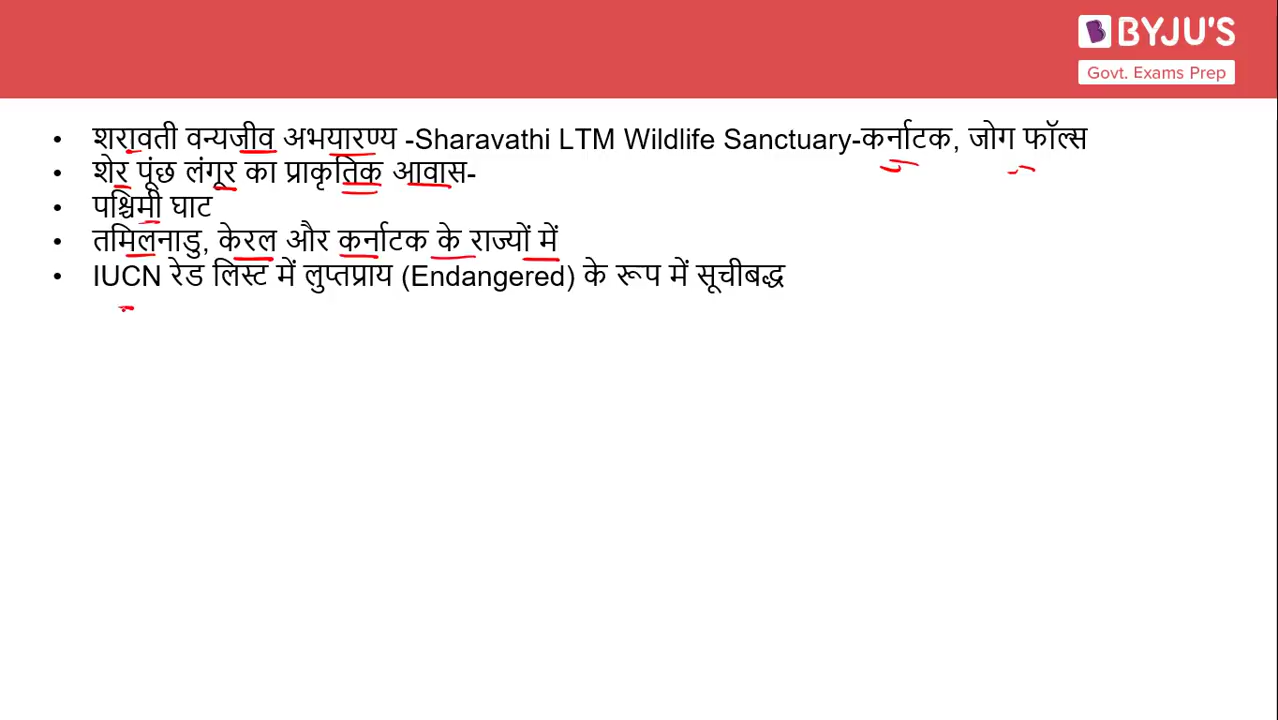 BYJU'S
Govt. Exams Prep
• शरावती वन्यजीव अभयारण्य -Sharavathi LTM Wildlife Sanctuary-कर्नाटक, जोग फॉल्स
• शेर पूंछ लंगूर का प्राकृतिक आवास-
• पश्चिमी घाट
• तमिलनाडु, केरल और कर्नाटक के राज्यों में
• IUCN रेड लिस्ट में लुप्तप्राय (Endangered) के रूप में सूचीबद्ध